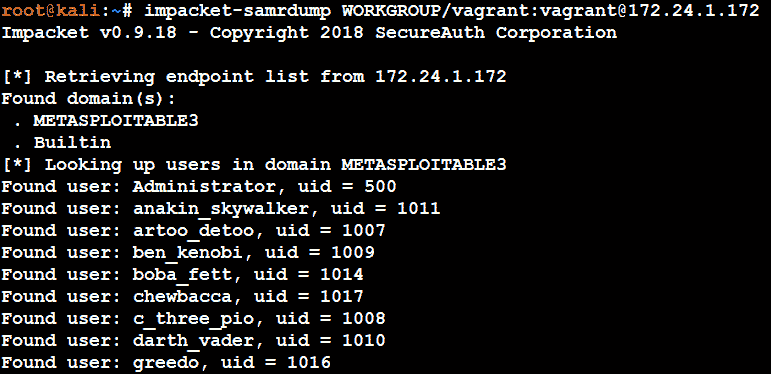 root@kali:~# impacket-samrdump WORKGROUP/vagrant:vagrant@172.24.1.172
Impacket v0.9.18 - Copyright 2018 SecureAuth Corporation
[*] Retrieving endpoint list from 172.24.1.172
Found domain(s):
 . METASPLOITABLE3
 . Builtin
[*] Looking up users in domain METASPLOITABLE3
Found user: Administrator, uid = 500
Found user: anakin_skywalker, uid = 1011
Found user: artoo_detoo, uid = 1007
Found user: ben_kenobi, uid = 1009
Found user: boba_fett, uid = 1014
Found user: chewbacca, uid = 1017
Found user: c_three_pio, uid = 1008
Found user: darth_vader, uid = 1010
Found user: greedo, uid = 1016